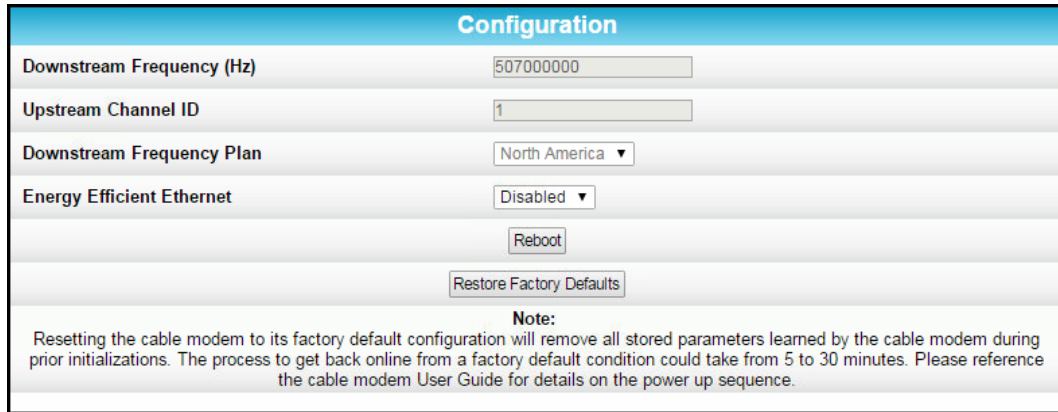 Configuration
Downstream Frequency (Hz) 507000000
Upstream Channel ID 1
Downstream Frequency Plan North America ▼
Energy Efficient Ethernet Disabled ▼
Reboot
Restore Factory Defaults
Note:
Resetting the cable modem to its factory default configuration will remove all stored parameters learned by the cable modem during
prior initializations. The process to get back online from a factory default condition could take from 5 to 30 minutes. Please reference
the cable modem User Guide for details on the power up sequence.